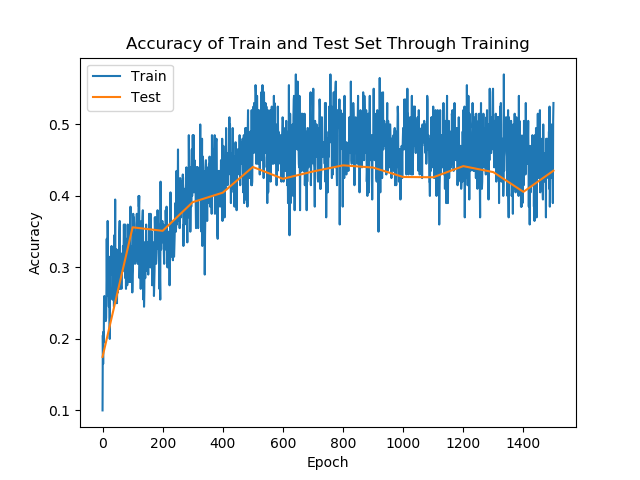 Accuracy of Train and Test Set Through Training
Train
Test
0.5
0.4
0.3
0.2
0.1
Accuracy
0 200 400 600 800 1000 1200 1400
Epoch